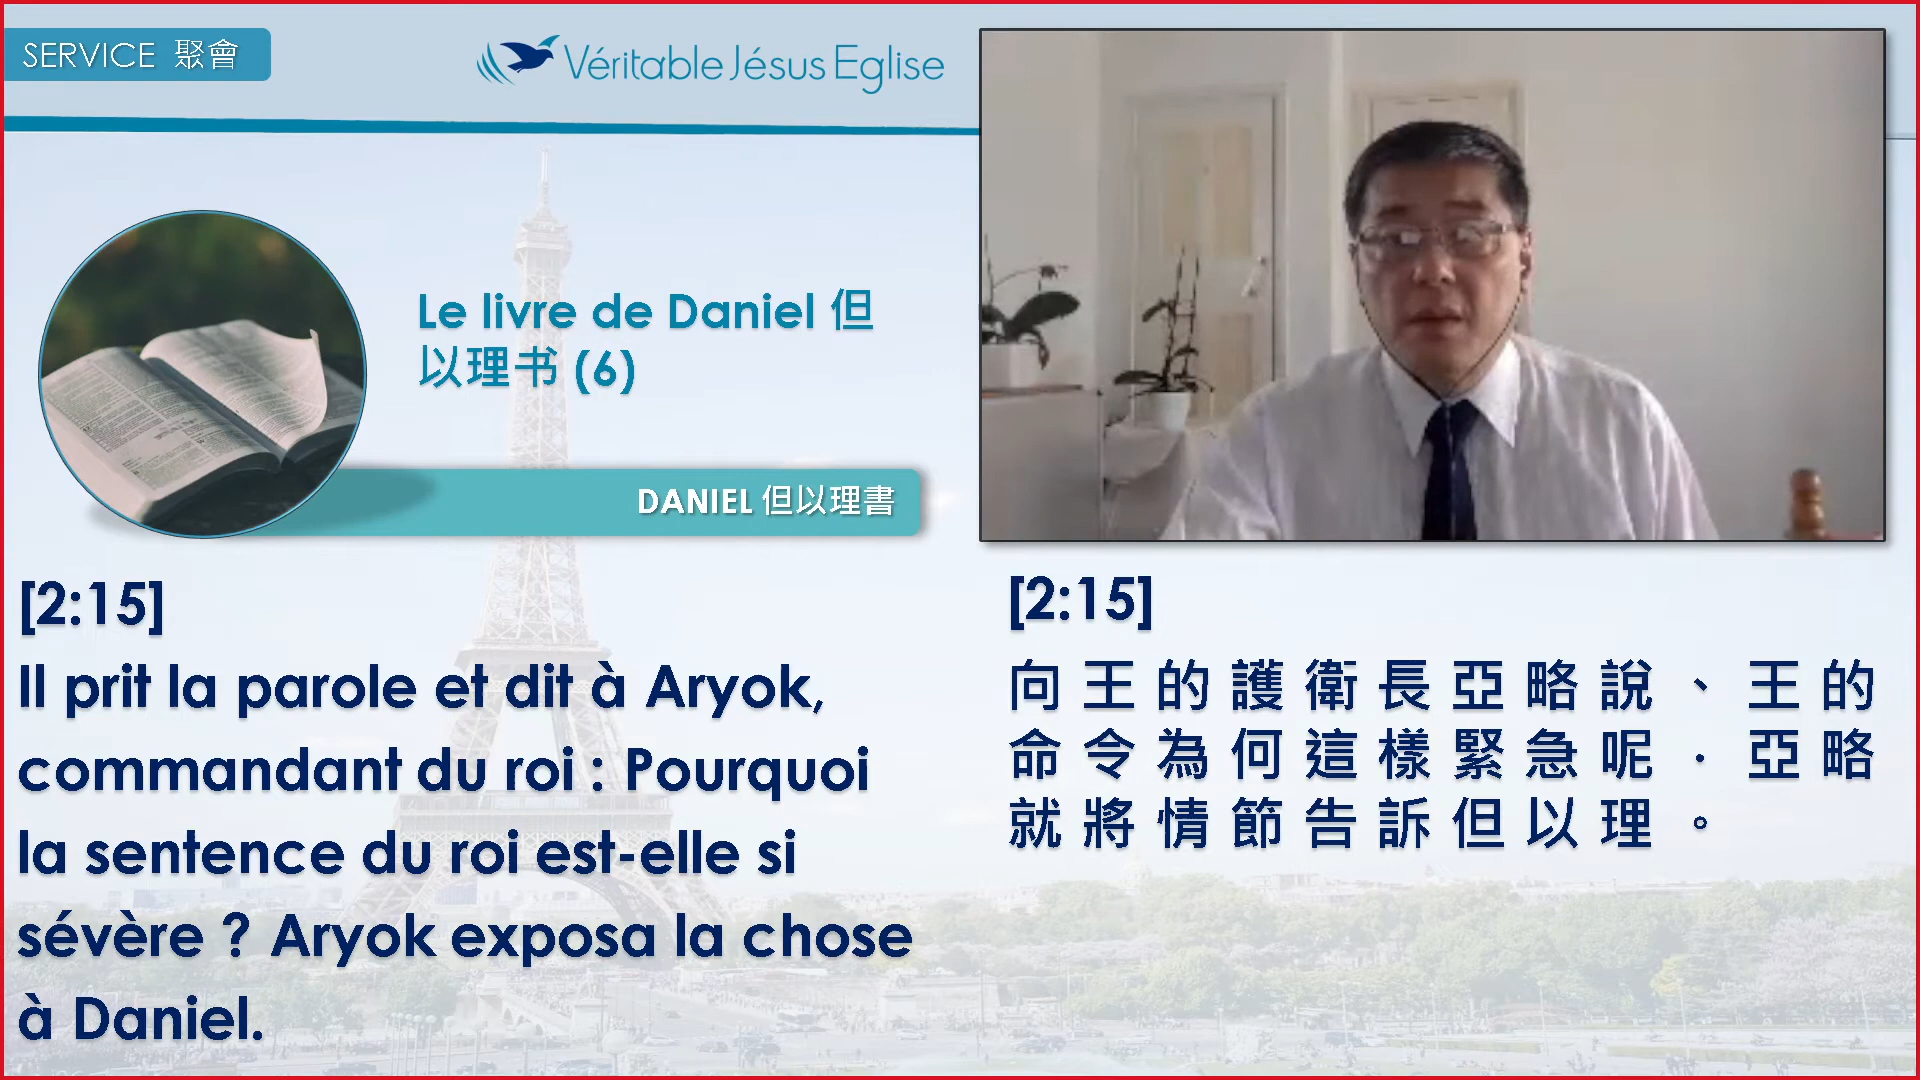 SERVICE 聚會
Véritable Jésus Eglise
Le livre de Daniel 但
以理书 (6)
DANIEL 但以理書
[2:15]
Il prit la parole et dit à Aryok,
commandant du roi : Pourquoi
la sentence du roi est-elle si
sévère ? Aryok exposa la chose
à Daniel.
[2:15]
向王的護衛長亞略說、王的
命令為何這樣緊急呢．亞略
就將情節告訴但以理。